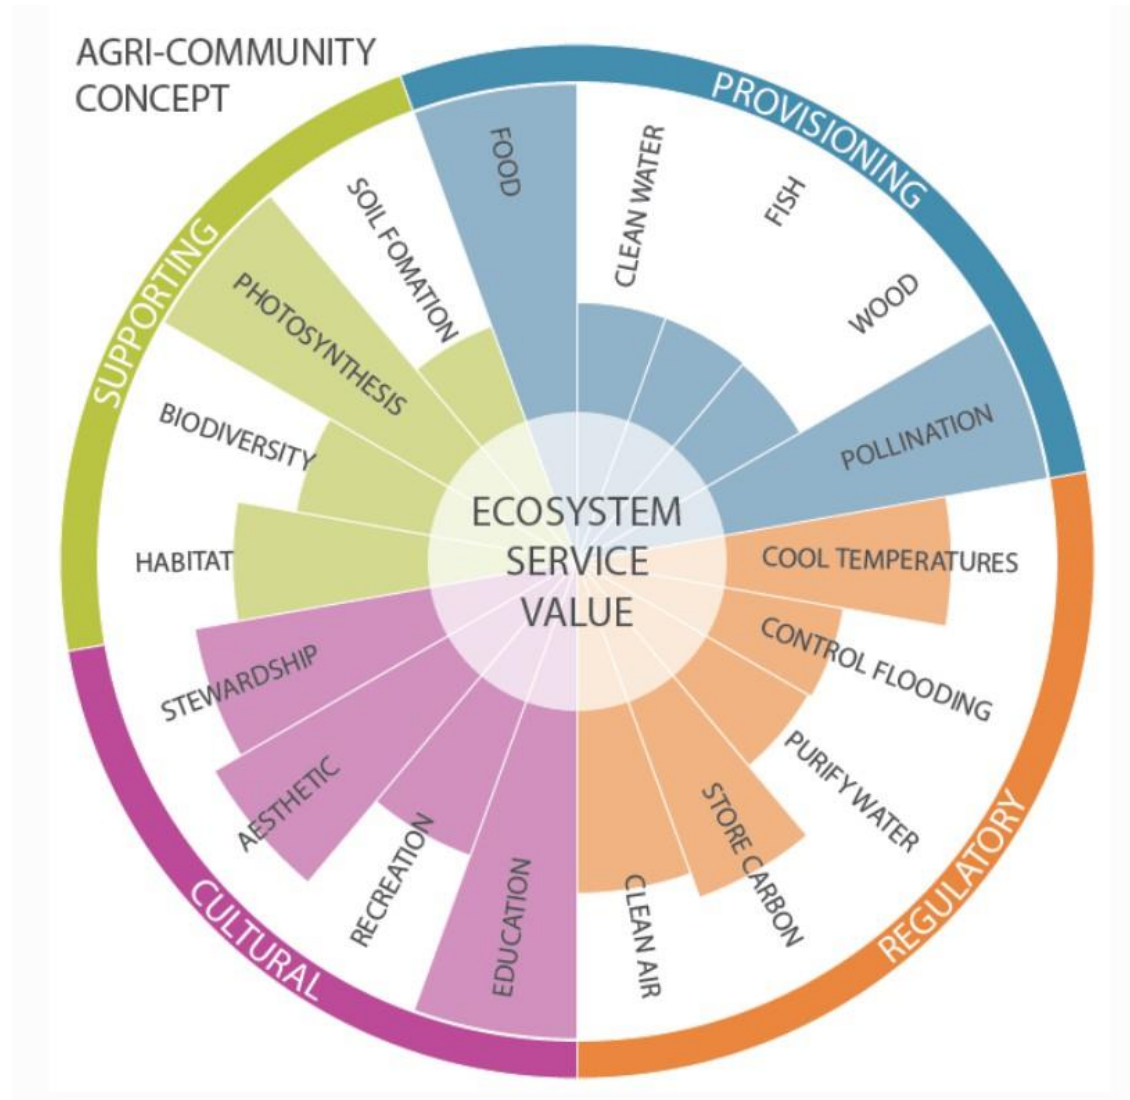 AGRI-COMMUNITY
CONCEPT
PROVISIONING
FOOD
CLEAN WATER
FISH
WOOD
POLLINATION
REGULATORY
COOL TEMPERATURES
CONTROL FLOODING
PURIFY WATER
STORE CARBON
CLEAN AIR
CULTURAL
EDUCATION
RECREATION
AESTHETIC
STEWARDSHIP
SUPPORTING
HABITAT
BIODIVERSITY
PHOTOSYNTHESIS
SOIL FOMATION
ECOSYSTEM
SERVICE
VALUE